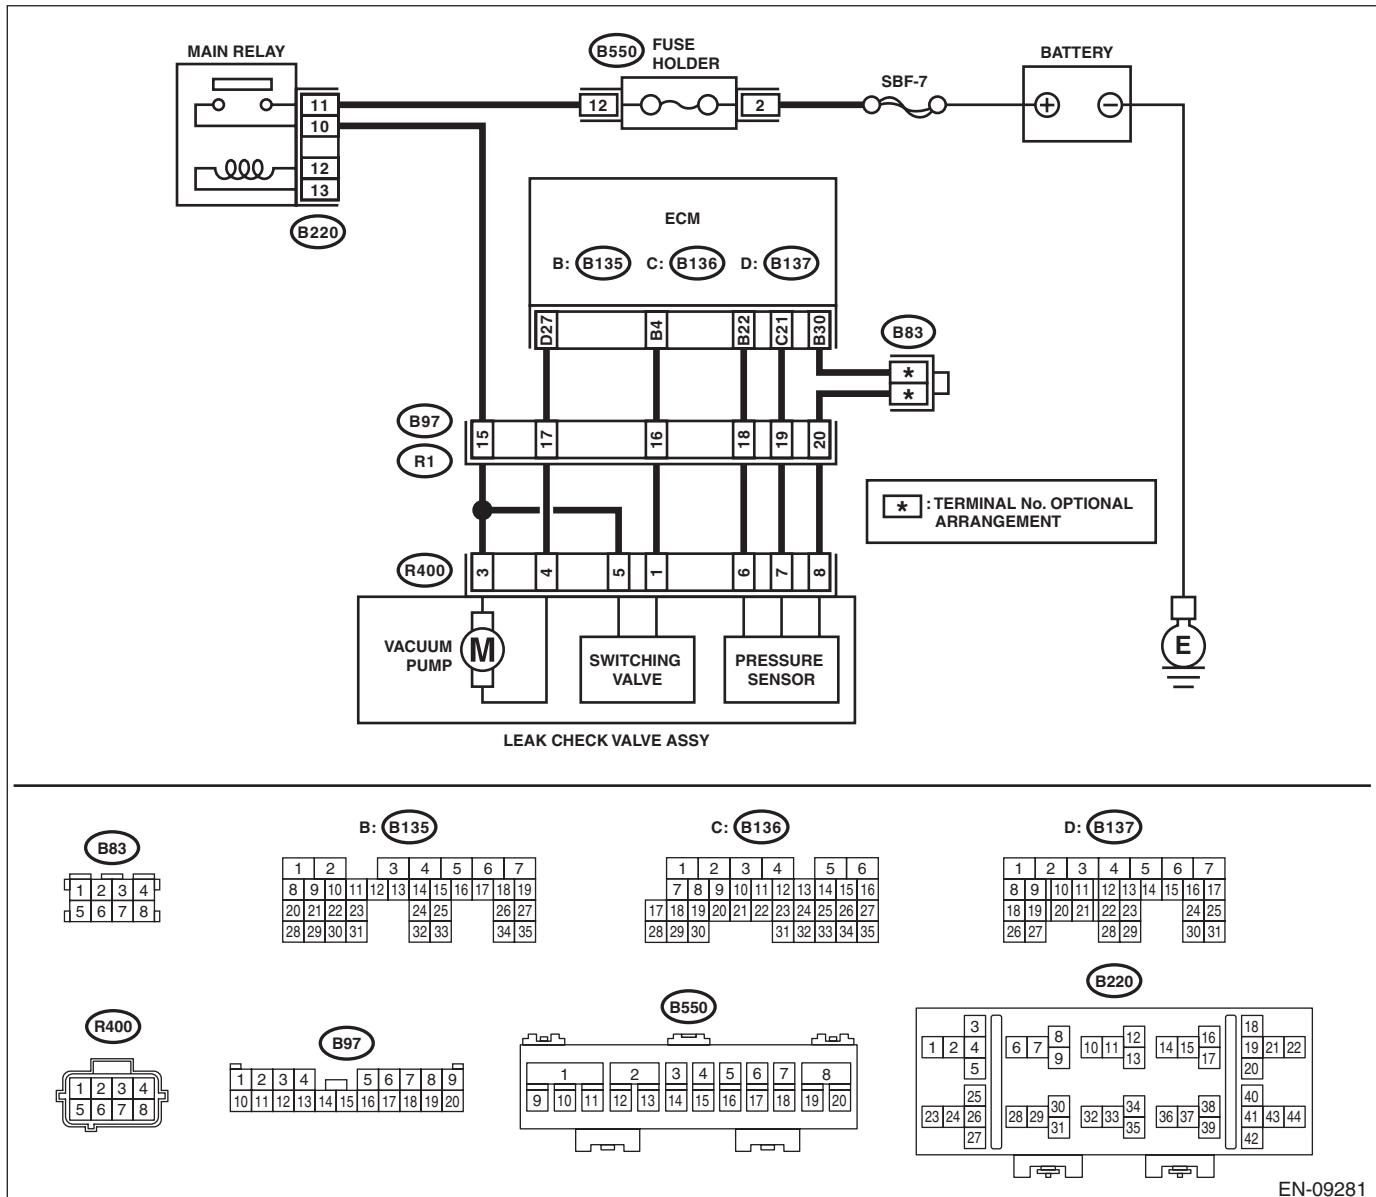 MAIN RELAY
B550
FUSE
HOLDER
BATTERY
SBF-7
11
10
12
13
12
2
+
−
B220
ECM
B: B135 C: B136 D: B137
D27 B4 B22 C21 B30
B83
*
*
B97
R1
15 17 16 18 19 20
* : TERMINAL No. OPTIONAL
ARRANGEMENT
R400
3 4 5 1 6 7 8
VACUUM
PUMP
M
SWITCHING
VALVE
PRESSURE
SENSOR
E
LEAK CHECK VALVE ASSY
B83
1 2 3 4
5 6 7 8
B: B135
1 2 3 4 5 6 7
8 9 10 11 12 13 14 15 16 17 18 19
20 21 22 23 24 25 26 27
28 29 30 31 32 33 34 35
C: B136
1 2 3 4 5 6
7 8 9 10 11 12 13 14 15 16
17 18 19 20 21 22 23 24 25 26 27
28 29 30 31 32 33 34 35
D: B137
1 2 3 4 5 6 7
8 9 10 11 12 13 14 15 16 17
18 19 20 21 22 23 24 25
26 27 28 29 30 31
R400
1 2 3 4
5 6 7 8
B97
1 2 3 4 5 6 7 8 9
10 11 12 13 14 15 16 17 18 19 20
B550
1 2 3 4 5 6 7 8
9 10 11 12 13 14 15 16 17 18 19 20
B220
3 8 12 16 18
1 2 4 6 7 10 11 14 15 19 21 22
5 9 13 17 20
25 30 34 38 40
23 24 26 28 29 32 33 36 37 41 43 44
27 31 35 39 42
EN-09281